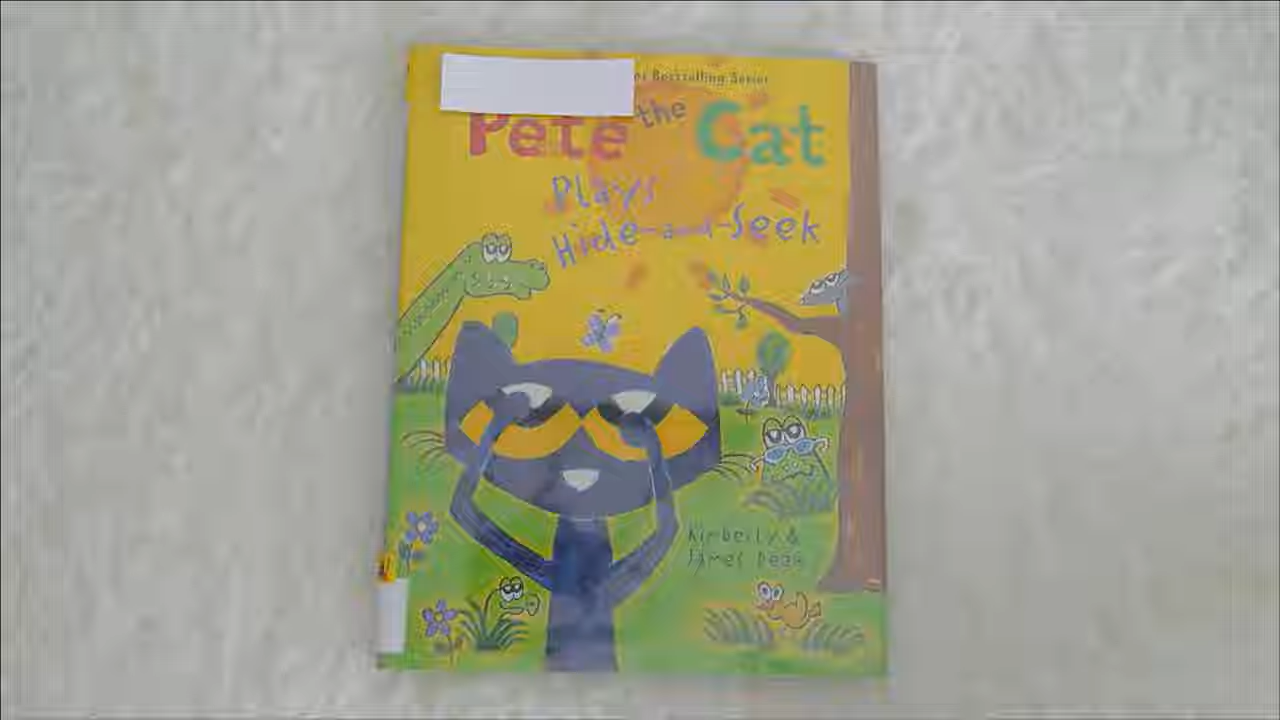 Bestselling Series
Pete the Cat
Plays
Hide-and-Seek
Kimberly &
James Dean